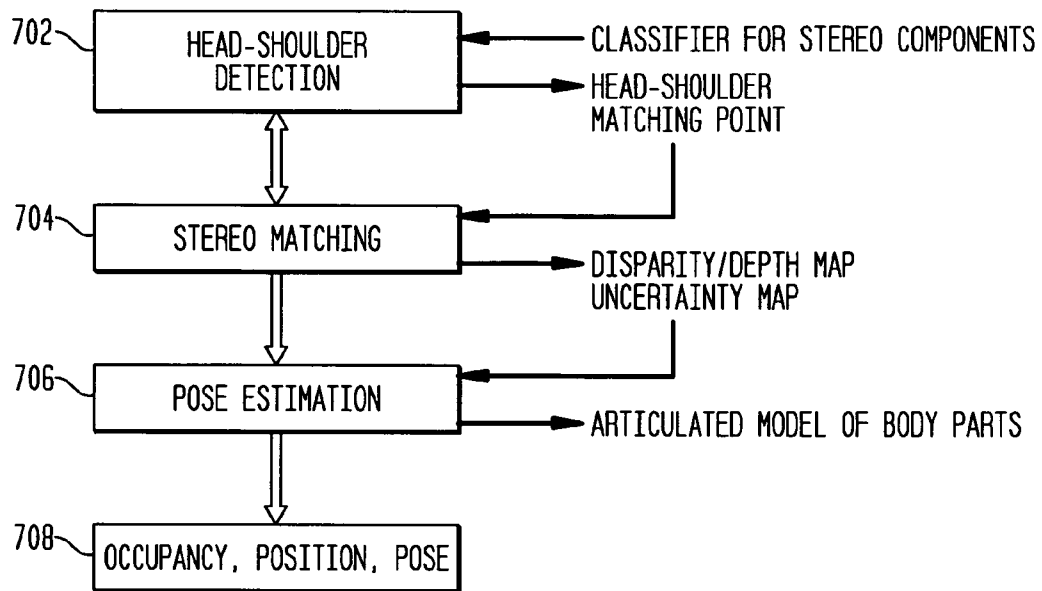 702
HEAD-SHOULDER
DETECTION
CLASSIFIER FOR STEREO COMPONENTS
HEAD-SHOULDER
MATCHING POINT
704
STEREO MATCHING
DISPARITY/DEPTH MAP
UNCERTAINTY MAP
706
POSE ESTIMATION
ARTICULATED MODEL OF BODY PARTS
708
OCCUPANCY, POSITION, POSE